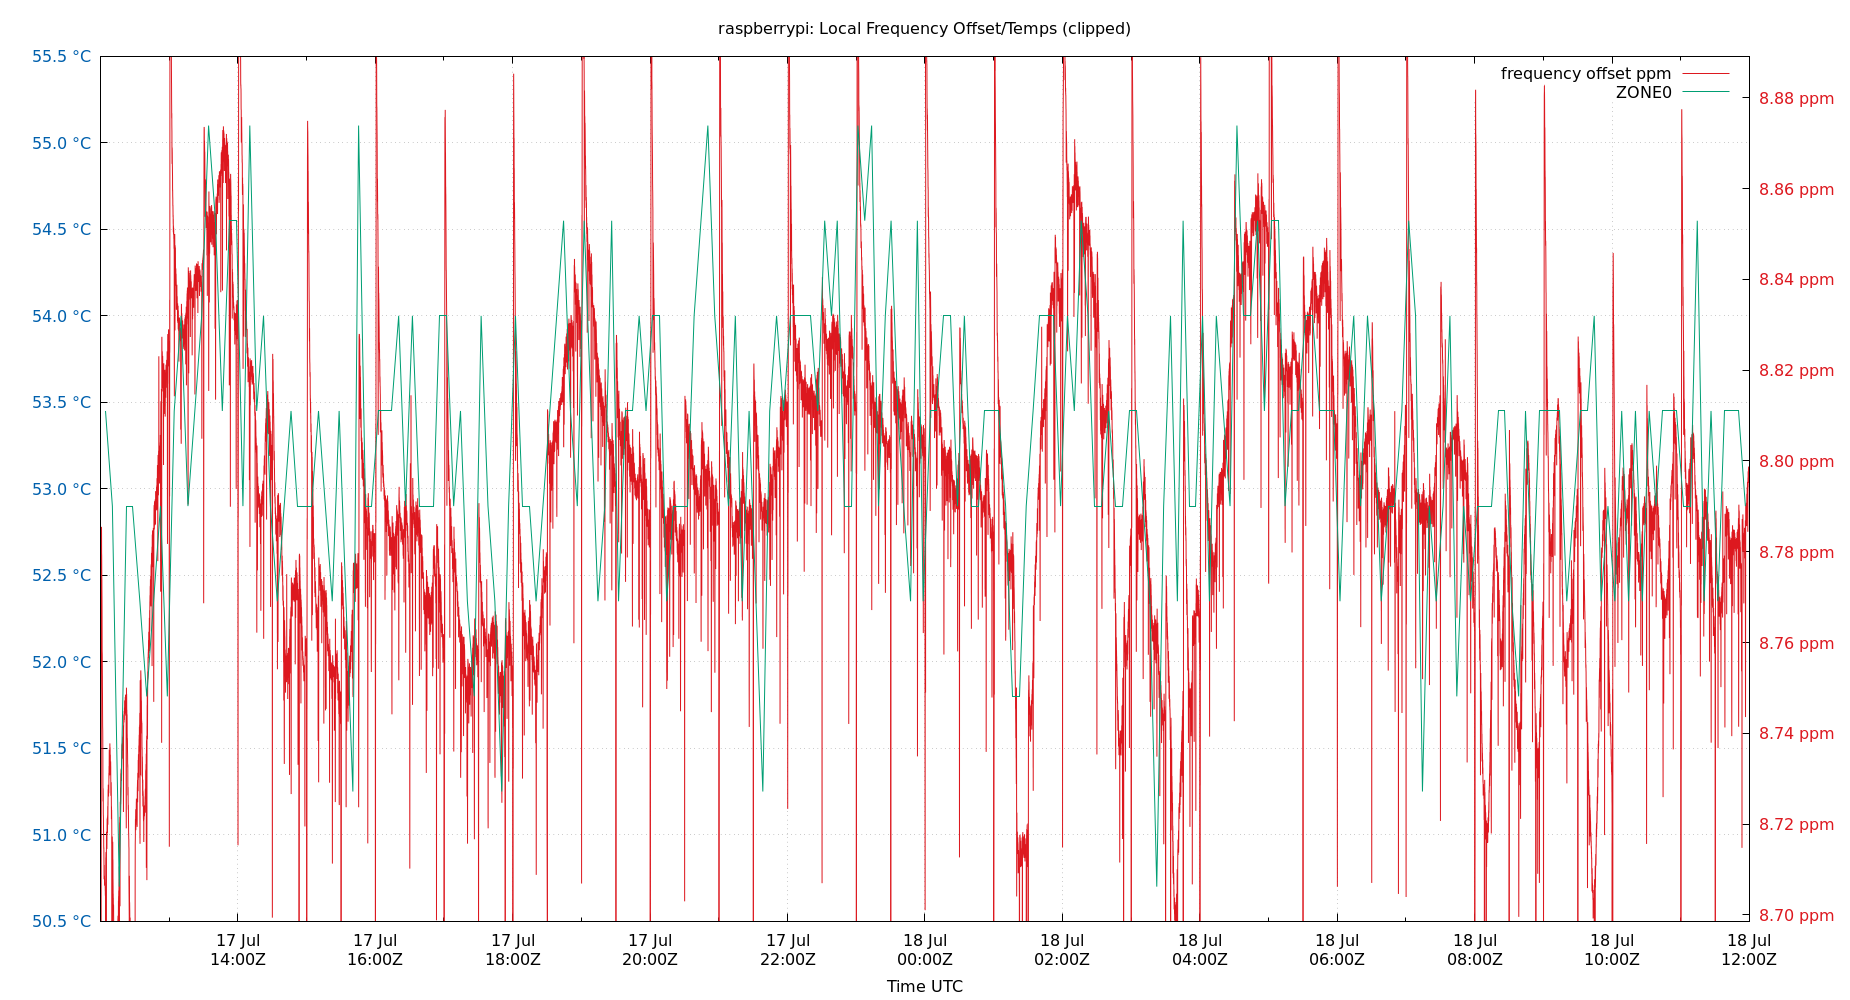 raspberrypi: Local Frequency Offset/Temps (clipped)
frequency offset ppm
ZONE0
55.5 °C
55.0 °C
54.5 °C
54.0 °C
53.5 °C
53.0 °C
52.5 °C
52.0 °C
51.5 °C
51.0 °C
50.5 °C
8.88 ppm
8.86 ppm
8.84 ppm
8.82 ppm
8.80 ppm
8.78 ppm
8.76 ppm
8.74 ppm
8.72 ppm
8.70 ppm
17 Jul 17 Jul 17 Jul 17 Jul 17 Jul 18 Jul 18 Jul 18 Jul 18 Jul 18 Jul 18 Jul 18 Jul
14:00Z 16:00Z 18:00Z 20:00Z 22:00Z 00:00Z 02:00Z 04:00Z 06:00Z 08:00Z 10:00Z 12:00Z
Time UTC